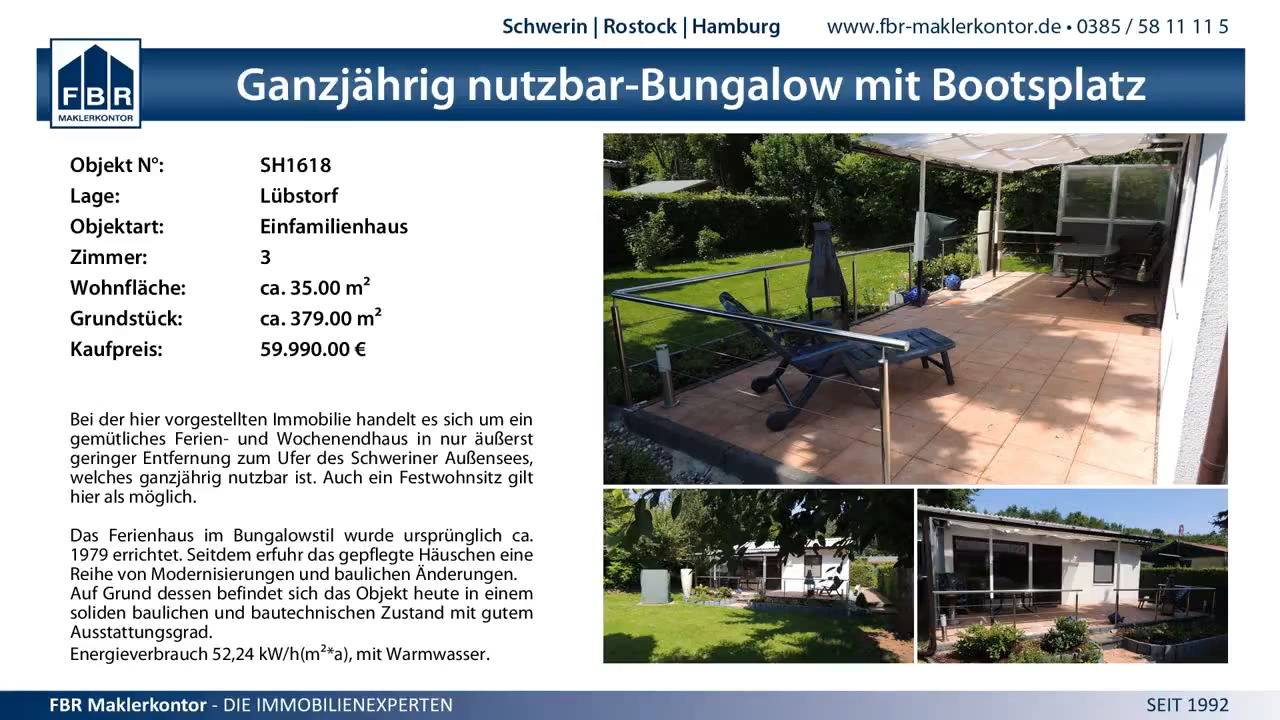 Schwerin | Rostock | Hamburg www.fbr-maklerkontor.de • 0385 / 58 11 11 5
FBR
MAKLERKONTOR
Ganzjährig nutzbar-Bungalow mit Bootsplatz
Objekt N°: SH1618
Lage: Lübstorf
Objektart: Einfamilienhaus
Zimmer: 3
Wohnfläche: ca. 35.00 m²
Grundstück: ca. 379.00 m²
Kaufpreis: 59.990.00 €
Bei der hier vorgestellten Immobilie handelt es sich um ein
gemütliches Ferien- und Wochenendhaus in nur äußerst
geringer Entfernung zum Ufer des Schweriner Außensees,
welches ganzjährig nutzbar ist. Auch ein Festwohnsitz gilt
hier als möglich.
Das Ferienhaus im Bungalowstil wurde ursprünglich ca.
1979 errichtet. Seitdem erfuhr das gepflegte Häuschen eine
Reihe von Modernisierungen und baulichen Änderungen.
Auf Grund dessen befindet sich das Objekt heute in einem
soliden baulichen und bautechnischen Zustand mit gutem
Ausstattungsgrad.
Energieverbrauch 52,24 kW/h(m²*a), mit Warmwasser.
FBR Maklerkontor - DIE IMMOBILIENEXPERTEN
SEIT 1992